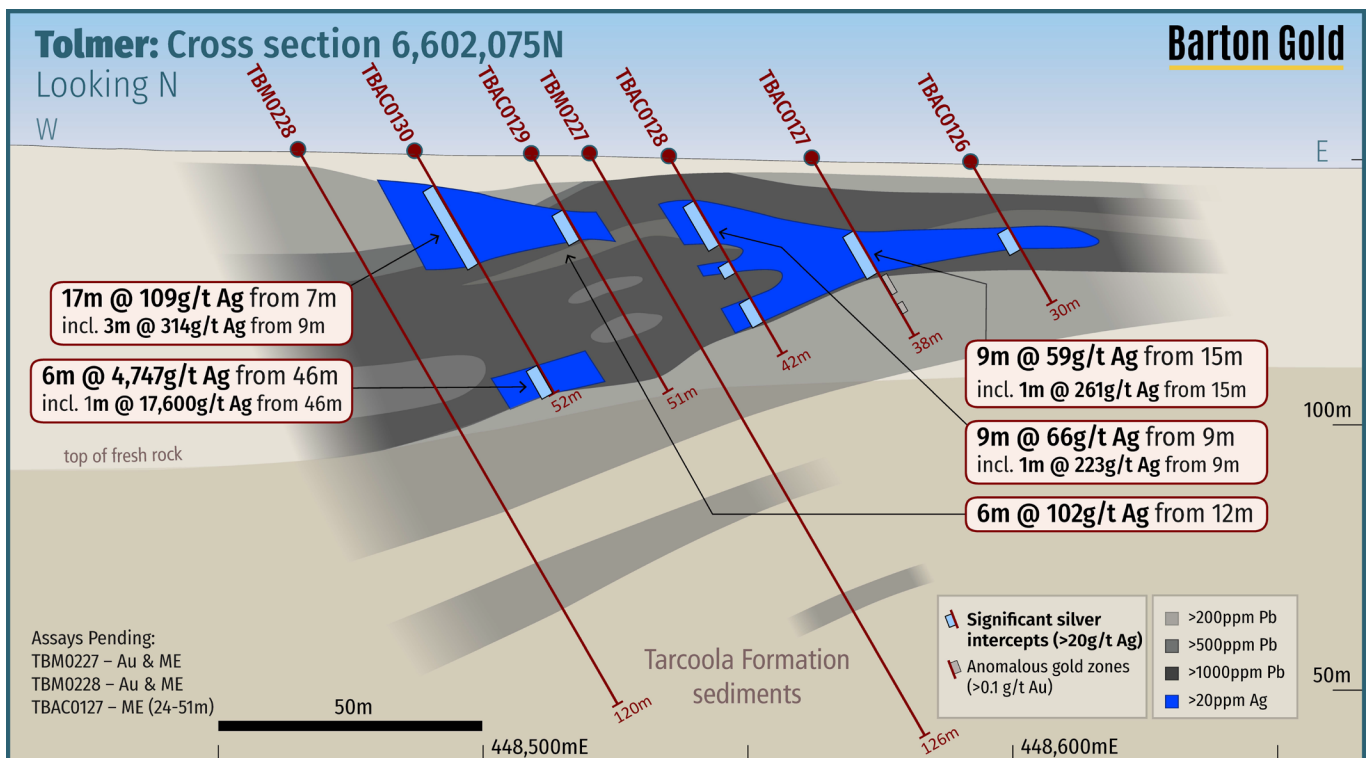 Tolmer: Cross section 6,602,075N
Looking N
Barton Gold
W
E
TBM0228
TBAC0130
TBAC0129
TBM0227
TBAC0128
TBAC0127
TBAC0126
17m @ 109g/t Ag from 7m
incl. 3m @ 314g/t Ag from 9m
6m @ 4,747g/t Ag from 46m
incl. 1m @ 17,600g/t Ag from 46m
9m @ 59g/t Ag from 15m
incl. 1m @ 261g/t Ag from 15m
9m @ 66g/t Ag from 9m
incl. 1m @ 223g/t Ag from 9m
6m @ 102g/t Ag from 12m
30m
38m
42m
51m
52m
120m
126m
100m
50m
top of fresh rock
Tarcoola Formation
sediments
Assays Pending:
TBM0227 – Au & ME
TBM0228 – Au & ME
TBAC0127 – ME (24-51m)
50m
448,500mE
448,600mE
Significant silver
intercepts (>20g/t Ag)
Anomalous gold zones
(>0.1 g/t Au)
>200ppm Pb
>500ppm Pb
>1000ppm Pb
>20ppm Ag